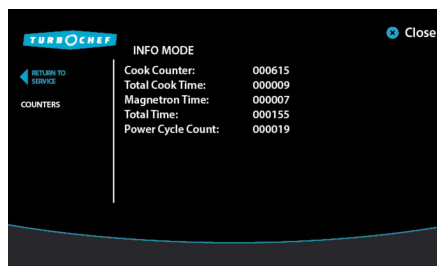 TURBOCHEF
Close
INFO MODE
RETURN TO
SERVICE
COUNTERS
Cook Counter: 000615
Total Cook Time: 000009
Magnetron Time: 000007
Total Time: 000155
Power Cycle Count: 000019